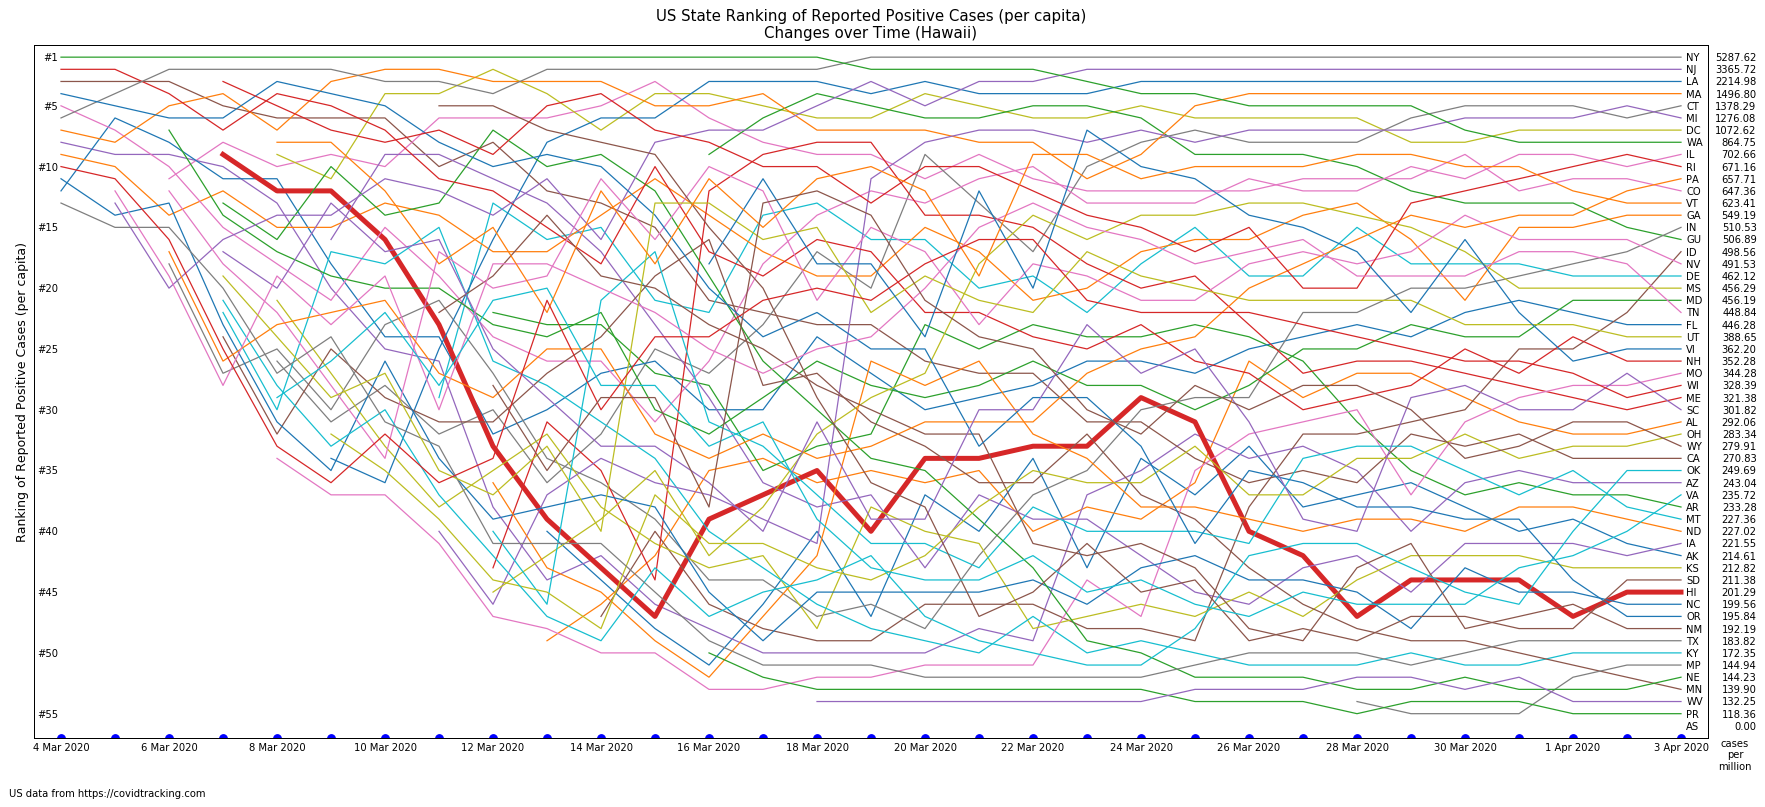 US State Ranking of Reported Positive Cases (per capita)
Changes over Time (Hawaii)
Ranking of Reported Positive Cases (per capita)
#1
#5
#10
#15
#20
#25
#30
#35
#40
#45
#50
#55
NY 5287.62
NJ 3365.72
LA 2214.98
MA 1496.80
CT 1378.29
MI 1276.08
DC 1072.62
WA 864.75
IL 702.66
RI 671.16
PA 657.71
CO 647.36
VT 623.41
GA 549.19
IN 510.53
GU 506.89
ID 498.56
NV 491.53
DE 462.12
MS 456.29
MD 456.19
TN 448.84
FL 446.28
UT 388.65
VI 362.20
NH 352.28
MO 344.28
WI 328.39
ME 321.38
SC 301.82
AL 292.06
OH 283.34
WY 279.91
CA 270.83
OK 249.69
AZ 243.04
VA 235.72
AR 233.28
MT 227.36
ND 227.02
IA 221.55
AK 214.61
KS 212.82
SD 211.38
HI 201.29
NC 199.56
OR 195.84
NM 192.19
TX 183.82
KY 172.35
MP 144.94
NE 144.23
MN 139.90
WV 132.25
PR 118.36
AS 0.00
4 Mar 2020 6 Mar 2020 8 Mar 2020 10 Mar 2020 12 Mar 2020 14 Mar 2020 16 Mar 2020 18 Mar 2020 20 Mar 2020 22 Mar 2020 24 Mar 2020 26 Mar 2020 28 Mar 2020 30 Mar 2020 1 Apr 2020 3 Apr 2020
cases
per
million
US data from https://covidtracking.com